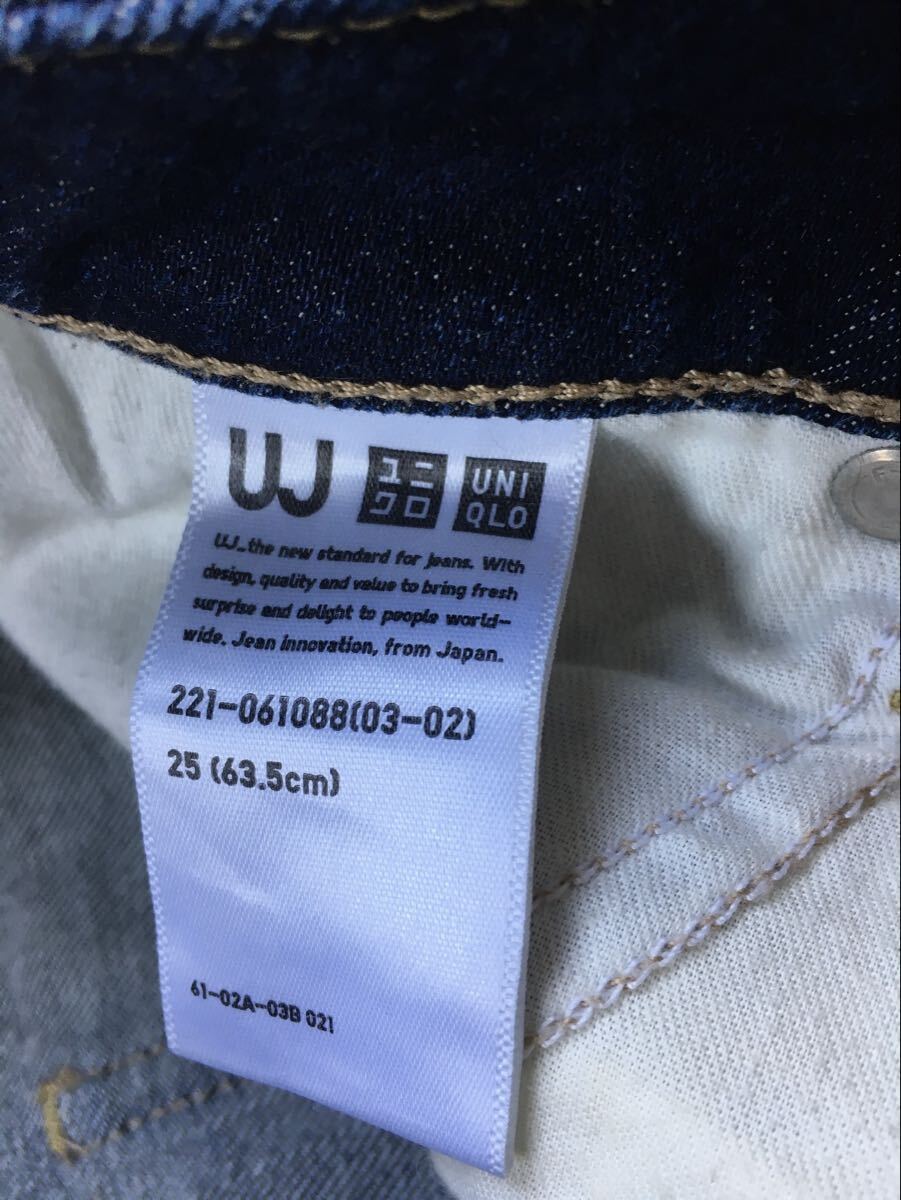 UJ ユニ UNI
クロ QLO
UJ_the new standard for jeans. With
design, quality and value to bring fresh
surprise and delight to people world-
wide. Jean innovation, from Japan.
221-061088(03-02)
25 (63.5cm)
61-02A-03B 021